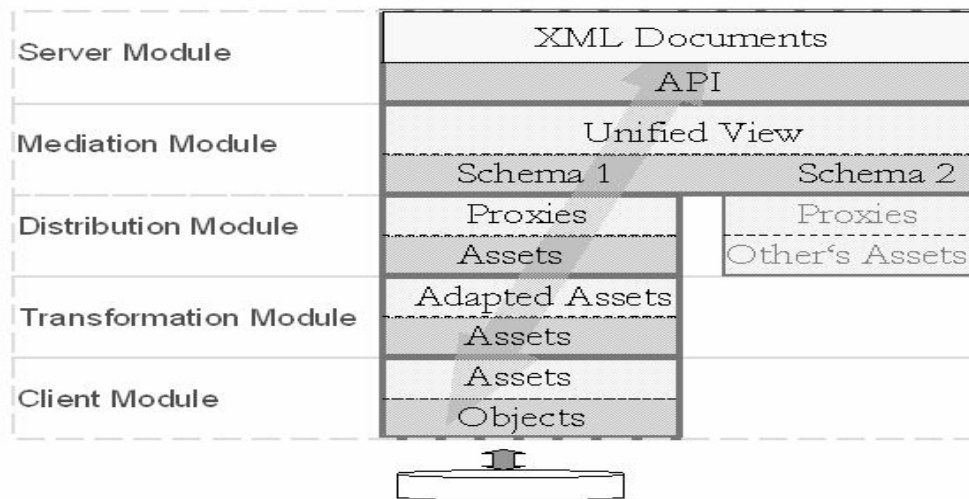 Server Module
XML Documents
API
Mediation Module
Unified View
Schema 1
Schema 2
Distribution Module
Proxies
Proxies
Assets
Other‘s Assets
Transformation Module
Adapted Assets
Assets
Client Module
Assets
Objects